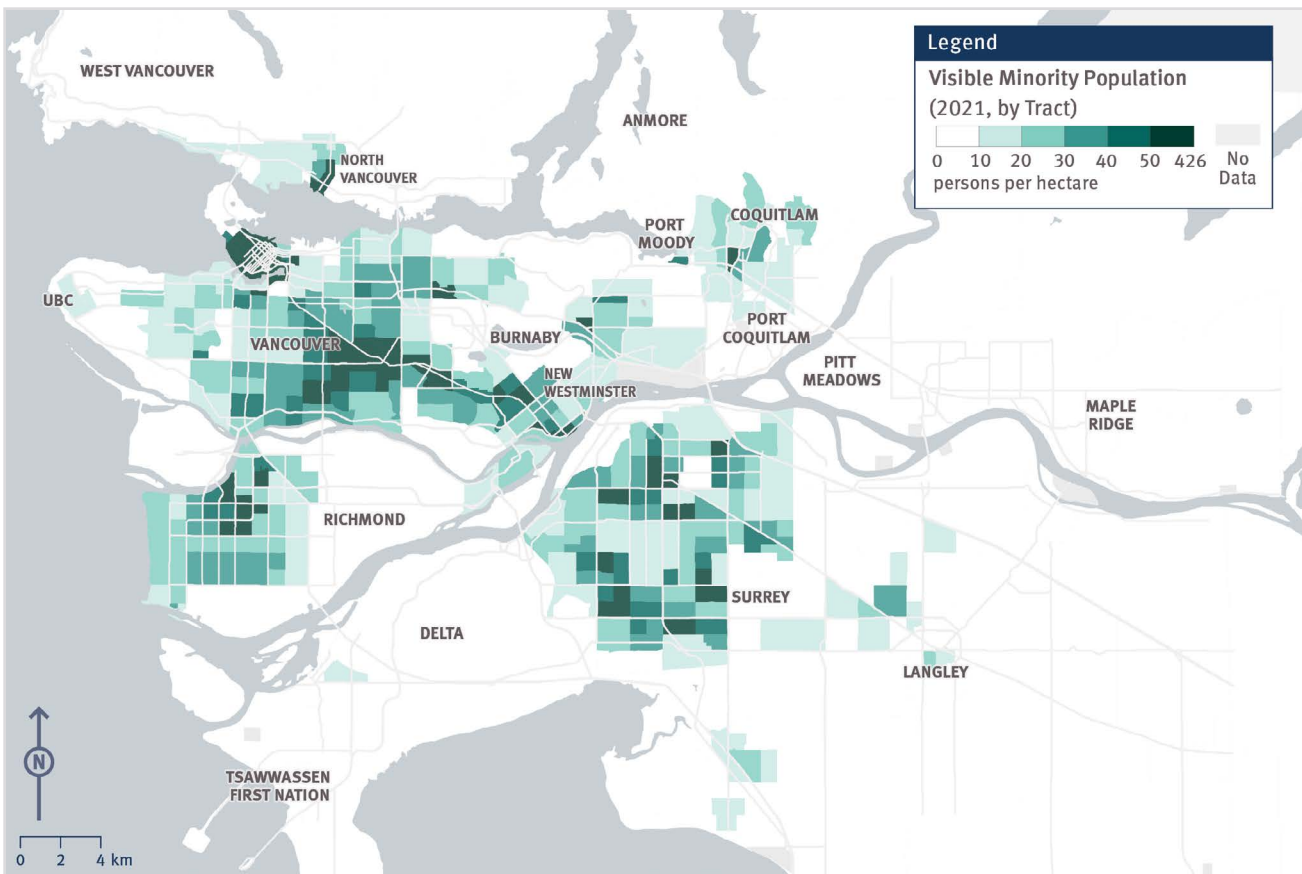 Legend
Visible Minority Population
(2021, by Tract)
0 10 20 30 40 50 426
persons per hectare
No
Data
WEST VANCOUVER
ANMORE
NORTH
VANCOUVER
COQUITLAM
PORT
MOODY
UBC
VANCOUVER
BURNABY
PORT
COQUITLAM
PITT
MEADOWS
NEW
WESTMINSTER
MAPLE
RIDGE
RICHMOND
SURREY
DELTA
LANGLEY
TSAWWASSEN
FIRST NATION
N
0 2 4 km